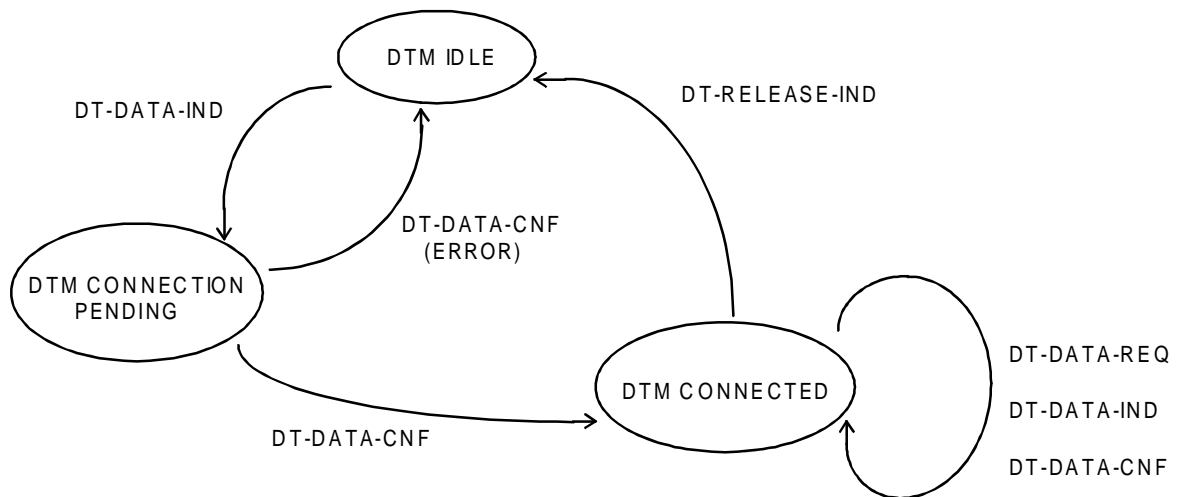 DTM IDLE
DT-DATA-IND
DT-RELEASE-IND
DT-DATA-CNF
(ERROR)
DTM CONNECTION
PENDING
DTM CONNECTED
DT-DATA-REQ
DT-DATA-IND
DT-DATA-CNF
DT-DATA-CNF